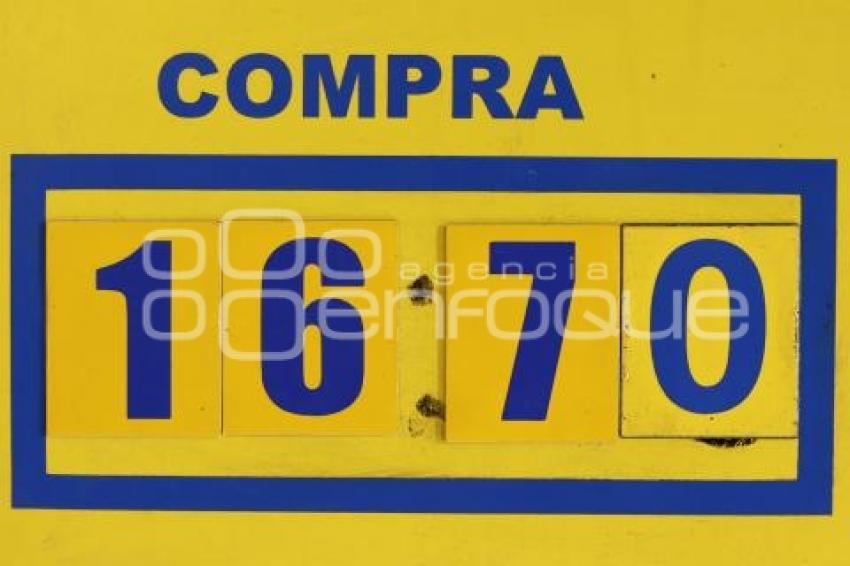 COMPRA
16 70
agencia
enfoque